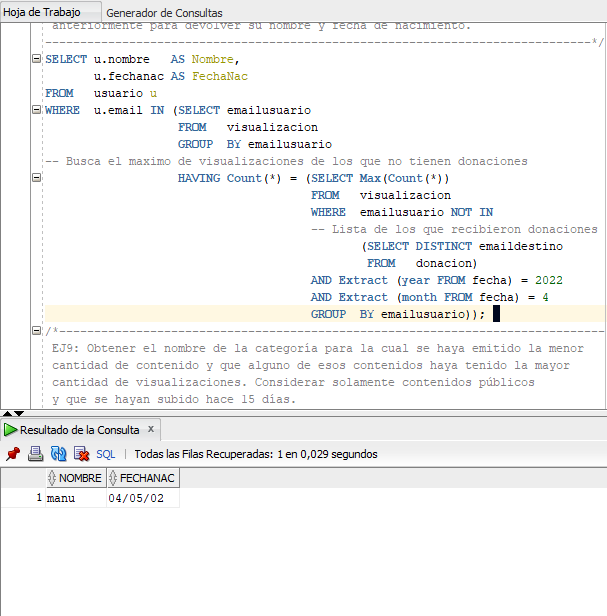 Hoja de Trabajo Generador de Consultas
anteriormente para devolver su nombre y fecha de nacimiento.
------------------------------------------------------------------------------*/
SELECT u.nombre AS Nombre,
u.fechanac AS FechaNac
FROM usuario u
WHERE u.email IN (SELECT emailusuario
FROM visualizacion
GROUP BY emailusuario
-- Busca el maximo de visualizaciones de los que no tienen donaciones
HAVING Count(*) = (SELECT Max(Count(*))
FROM visualizacion
WHERE emailusuario NOT IN
-- Lista de los que recibieron donaciones
(SELECT DISTINCT emaildestino
FROM donacion)
AND Extract (year FROM fecha) = 2022
AND Extract (month FROM fecha) = 4
GROUP BY emailusuario));
/*------------------------------------------------------------------------------
EJ9: Obtener el nombre de la categoría para la cual se haya emitido la menor
cantidad de contenido y que alguno de esos contenidos haya tenido la mayor
cantidad de visualizaciones. Considerar solamente contenidos públicos
y que se hayan subido hace 15 días.
Resultado de la Consulta x
SQL | Todas las Filas Recuperadas: 1 en 0,029 segundos
NOMBRE FECHANAC
1 manu 04/05/02